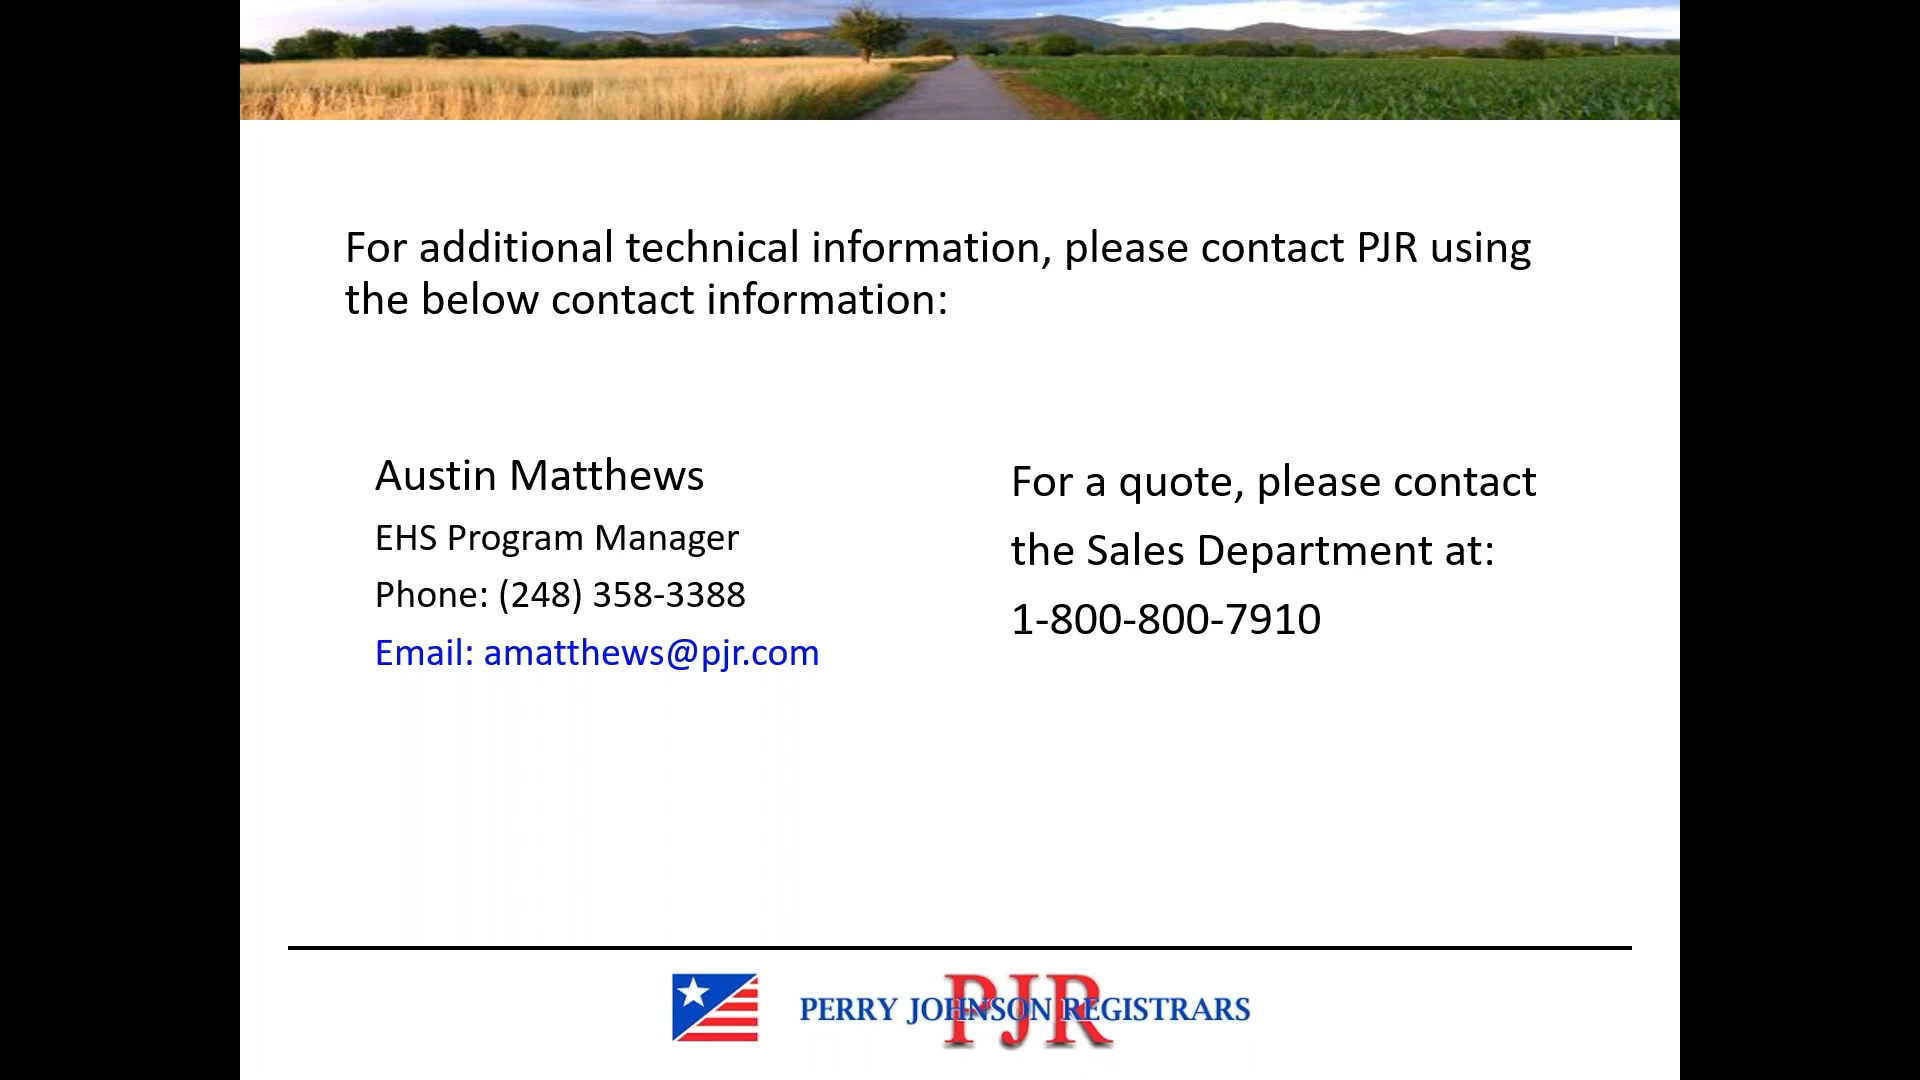 For additional technical information, please contact PJR using
the below contact information:
Austin Matthews
EHS Program Manager
Phone: (248) 358-3388
Email: amatthews@pjr.com
For a quote, please contact
the Sales Department at:
1-800-800-7910
PJR
PERRY JOHNSON REGISTRARS